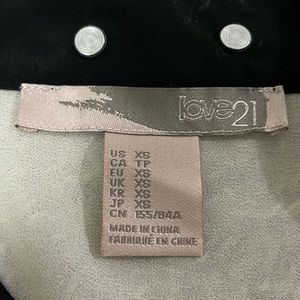 love21
US XS
CA TP
EU XS
UK XS
KR XS
JP XS
CN 155/84A
MADE IN CHINA
FABRIQUÉ EN CHINE